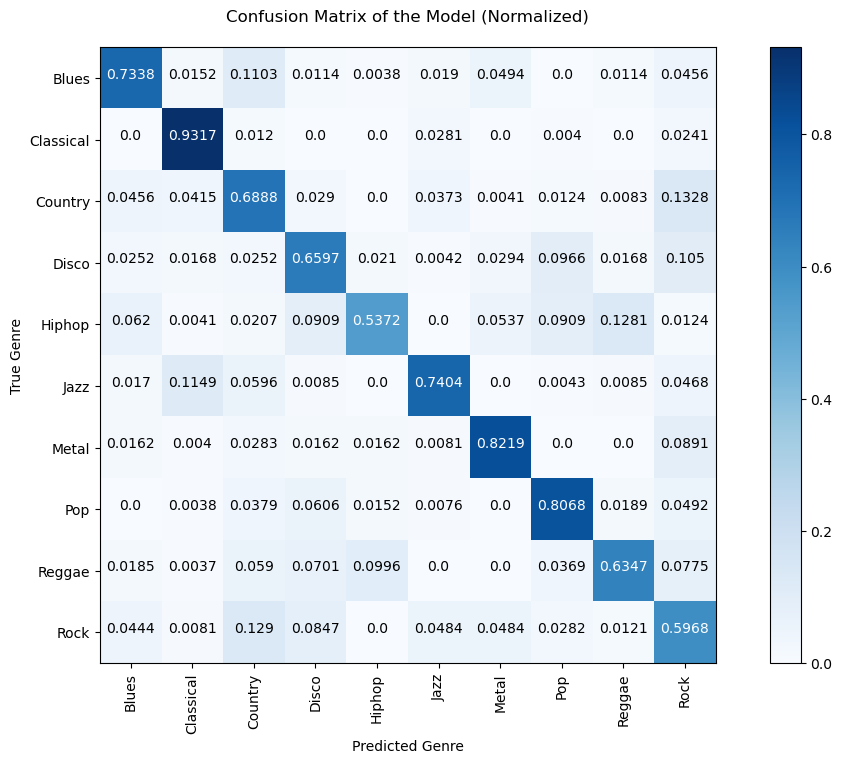 Confusion Matrix of the Model (Normalized)
Blues 0.7338 0.0152 0.1103 0.0114 0.0038 0.019 0.0494 0.0 0.0114 0.0456
Classical 0.0 0.9317 0.012 0.0 0.0 0.0281 0.0 0.004 0.0 0.0241
Country 0.0456 0.0415 0.6888 0.029 0.0 0.0373 0.0041 0.0124 0.0083 0.1328
Disco 0.0252 0.0168 0.0252 0.6597 0.021 0.0042 0.0294 0.0966 0.0168 0.105
Hiphop 0.062 0.0041 0.0207 0.0909 0.5372 0.0 0.0537 0.0909 0.1281 0.0124
Jazz 0.017 0.1149 0.0596 0.0085 0.0 0.7404 0.0 0.0043 0.0085 0.0468
Metal 0.0162 0.004 0.0283 0.0162 0.0162 0.0081 0.8219 0.0 0.0 0.0891
Pop 0.0 0.0038 0.0379 0.0606 0.0152 0.0076 0.0 0.8068 0.0189 0.0492
Reggae 0.0185 0.0037 0.059 0.0701 0.0996 0.0 0.0 0.0369 0.6347 0.0775
Rock 0.0444 0.0081 0.129 0.0847 0.0 0.0484 0.0484 0.0282 0.0121 0.5968
True Genre
Blues Classical Country Disco Hiphop Jazz Metal Pop Reggae Rock
Predicted Genre
0.8
0.6
0.4
0.2
0.0